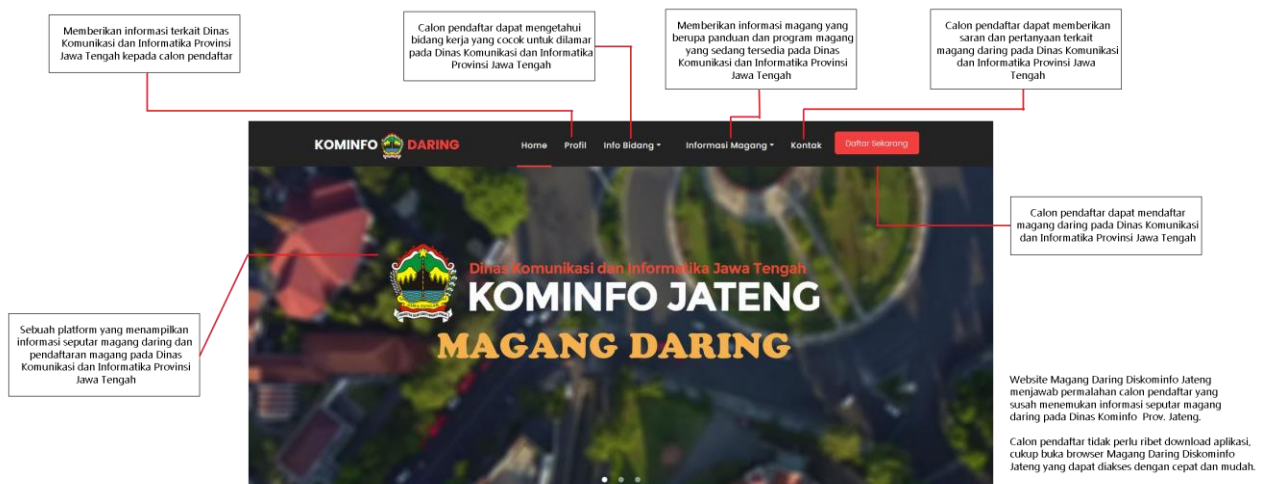 Memberikan informasi terkait Dinas
Komunikasi dan Informatika Provinsi
Jawa Tengah kepada calon pendaftar
Calon pendaftar dapat mengetahui
bidang kerja yang cocok untuk dilamar
pada Dinas Komunikasi dan Informatika
Provinsi Jawa Tengah
Memberikan informasi magang yang
berupa panduan dan program magang
yang sedang tersedia pada Dinas
Komunikasi dan Informatika Provinsi
Jawa Tengah
Calon pendaftar dapat memberikan
saran dan pertanyaan terkait
magang daring pada Dinas Komunikasi
dan Informatika Provinsi Jawa
Tengah
KOMINFO DARING
Home Profil Info Bidang Informasi Magang Kontak Daftar Sekarang
Calon pendaftar dapat mendaftar
magang daring pada Dinas Komunikasi
dan Informatika Provinsi Jawa Tengah
Dinas Komunikasi dan Informatika Jawa Tengah
KOMINFO JATENG
MAGANG DARING
Sebuah platform yang menampilkan
informasi seputar magang daring dan
pendaftaran magang pada Dinas
Komunikasi dan Informatika Provinsi
Jawa Tengah
Website Magang Daring Diskominfo Jateng
menjawab permalahan calon pendaftar yang
susah menemukan informasi seputar magang
daring pada Dinas Kominfo Prov. Jateng.
Calon pendaftar tidak perlu ribet download aplikasi,
cukup buka browser Magang Daring Diskominfo
Jateng yang dapat diakses dengan cepat dan mudah.